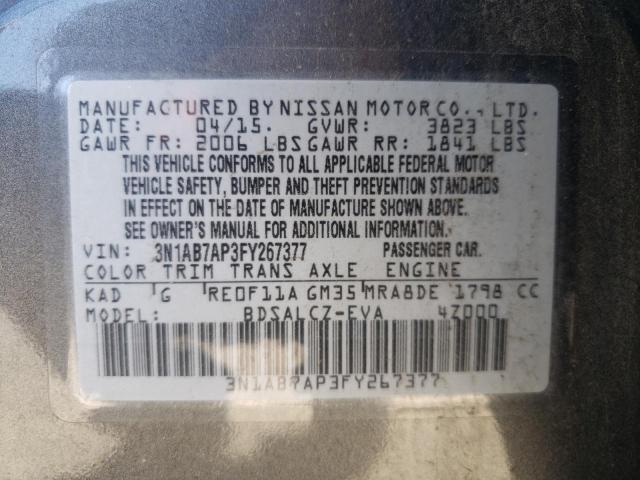 MANUFACTURED BY NISSAN MOTOR CO., LTD.
DATE: 04/15. GVWR: 3823 LBS
GAWR FR: 2006 LBS GAWR RR: 1841 LBS
THIS VEHICLE CONFORMS TO ALL APPLICABLE FEDERAL MOTOR
VEHICLE SAFETY, BUMPER AND THEFT PREVENTION STANDARDS
IN EFFECT ON THE DATE OF MANUFACTURE SHOWN ABOVE.
SEE OWNER'S MANUAL FOR ADDITIONAL INFORMATION.
VIN: 3N1AB7AP3FY267377 PASSENGER CAR.
COLOR TRIM TRANS AXLE ENGINE
KAD G RE0F11A GM35 MRA8DE 1798 CC
MODEL: BDSALCZ-EVA 4Z000
3N1AB7AP3FY267377